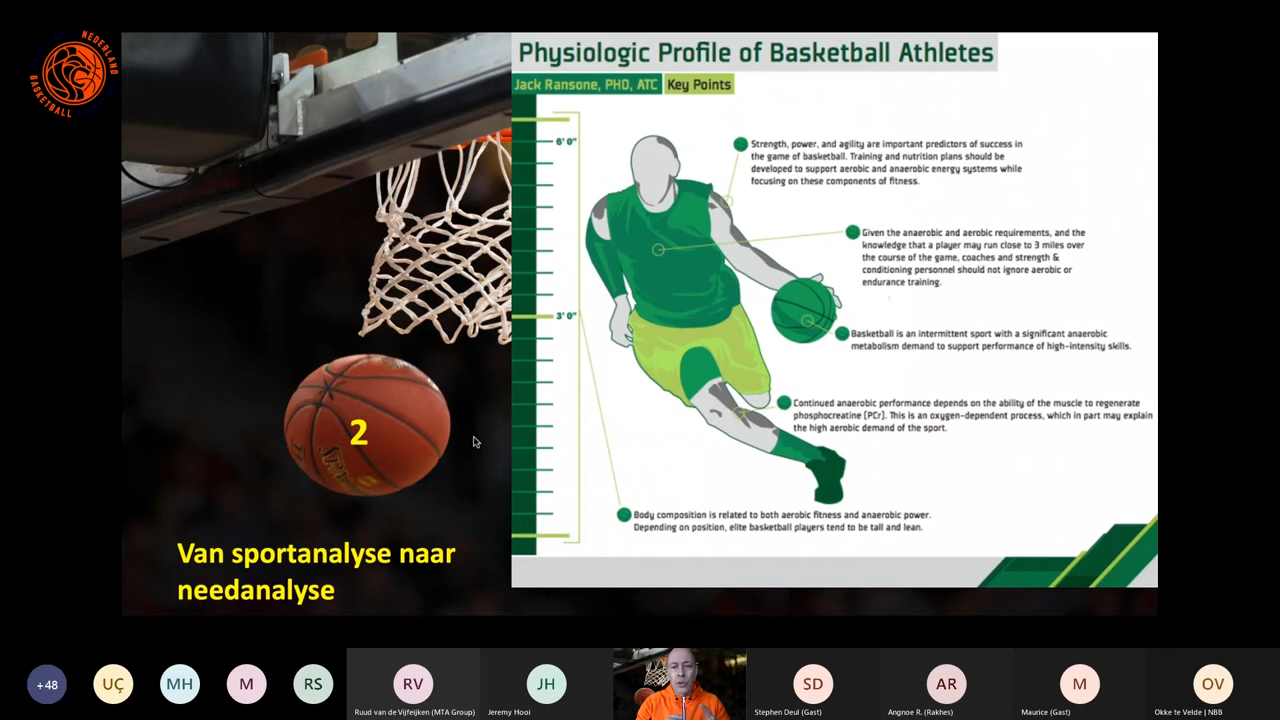 NEDERLAND
BASKETBALL
Physiologic Profile of Basketball Athletes
Jack Ransone, PHD, ATC
Key Points
6' 0"
3' 0"
Strength, power, and agility are important predictors of success in
the game of basketball. Training and nutrition plans should be
developed to support aerobic and anaerobic energy systems while
focusing on these components of fitness.
Given the anaerobic and aerobic requirements, and the
knowledge that a player may run close to 3 miles over
the course of the game, coaches and strength &
conditioning personnel should not ignore aerobic or
endurance training.
Basketball is an intermittent sport with a significant anaerobic
metabolism demand to support performance of high-intensity skills.
Continued anaerobic performance depends on the ability of the muscle to regenerate
phosphocreatine (PCr). This is an oxygen-dependent process, which in part may explain
the high aerobic demand of the sport.
Body composition is related to both aerobic fitness and anaerobic power.
Depending on position, elite basketball players tend to be tall and lean.
2
Van sportanalyse naar
needanalyse
+48
UÇ
MH
M
RS
RV
Ruud van de Vijfeijken (MTA Group)
JH
Jeremy Hooi
SD
Stephen Deul (Gast)
AR
Angnoe R. (Rakhes)
M
Maurice (Gast)
OV
Okke te Velde | NBB